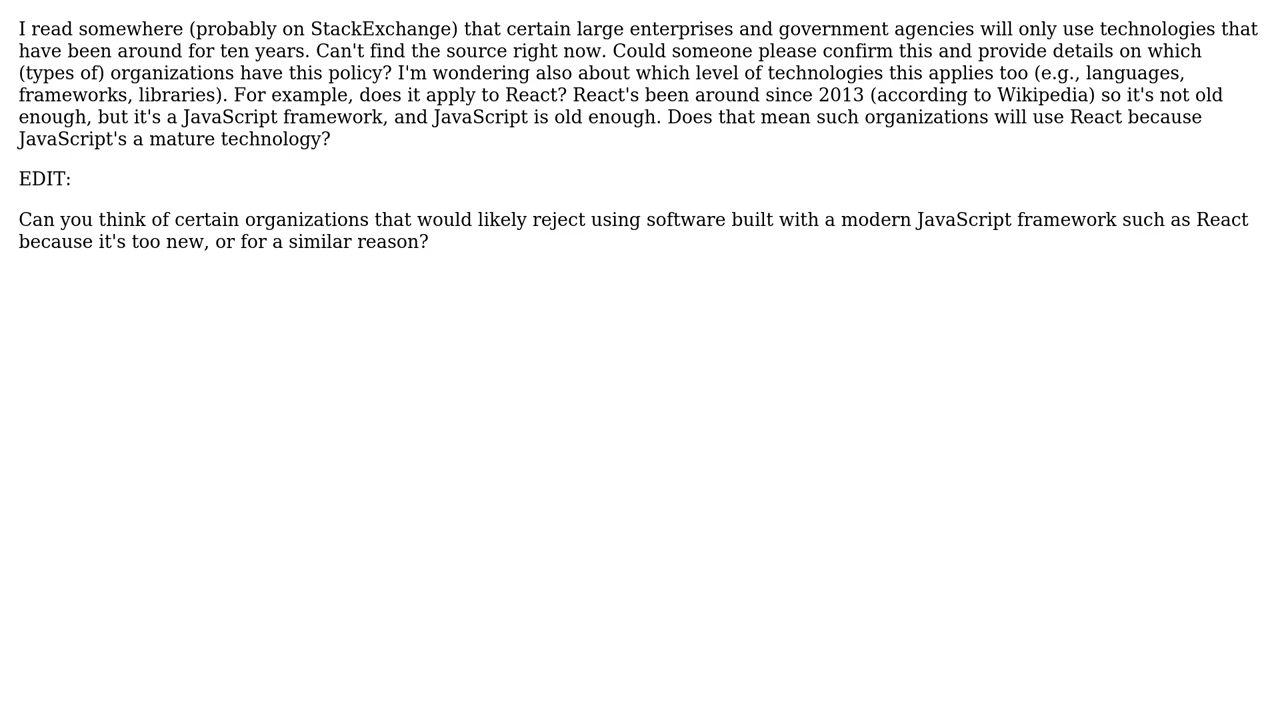 I read somewhere (probably on StackExchange) that certain large enterprises and government agencies will only use technologies that
have been around for ten years. Can't find the source right now. Could someone please confirm this and provide details on which
(types of) organizations have this policy? I'm wondering also about which level of technologies this applies too (e.g., languages,
frameworks, libraries). For example, does it apply to React? React's been around since 2013 (according to Wikipedia) so it's not old
enough, but it's a JavaScript framework, and JavaScript is old enough. Does that mean such organizations will use React because
JavaScript's a mature technology?
EDIT:
Can you think of certain organizations that would likely reject using software built with a modern JavaScript framework such as React
because it's too new, or for a similar reason?